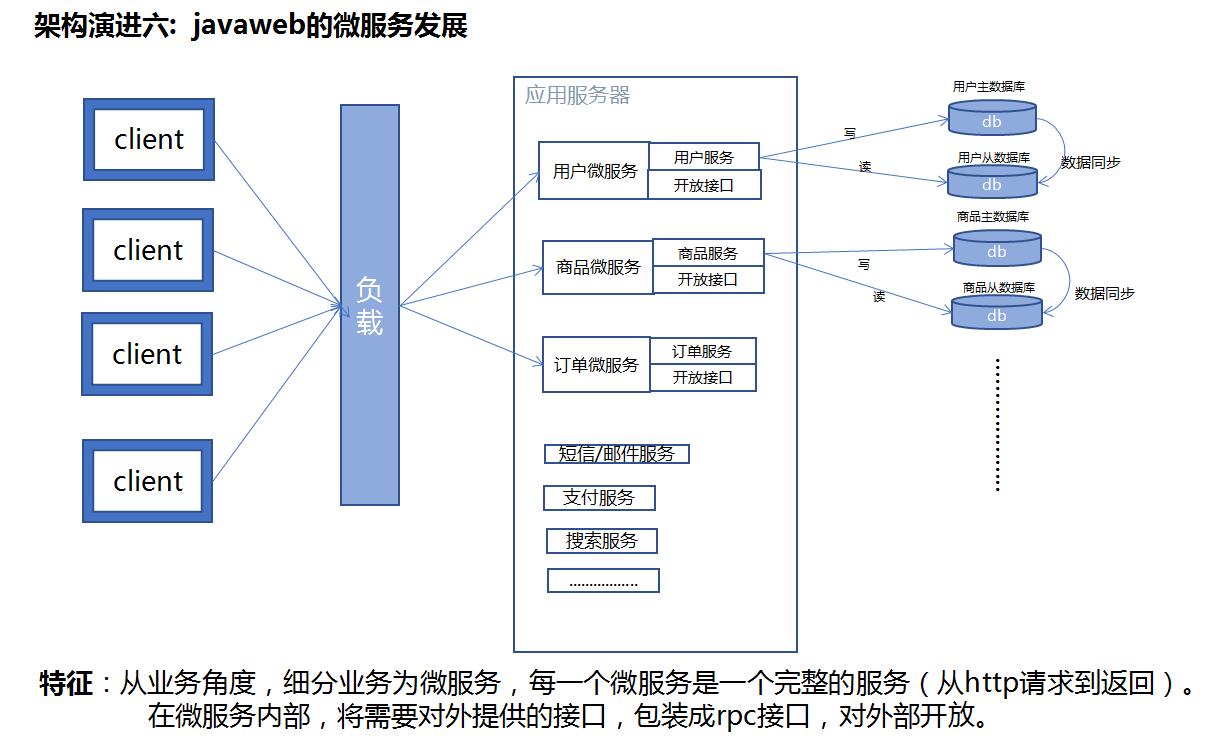 架构演进六：javaweb的微服务发展
client
client
client
client
负
载
应用服务器
用户微服务
用户服务
开放接口
商品微服务
商品服务
开放接口
订单微服务
订单服务
开放接口
短信/邮件服务
支付服务
搜索服务
.................
写
读
写
读
用户主数据库
db
用户从数据库
db
数据同步
商品主数据库
db
商品从数据库
db
数据同步
特征：从业务角度，细分业务为微服务，每一个微服务是一个完整的服务（从http请求到返回）。
在微服务内部，将需要对外提供的接口，包装成rpc接口，对外部开放。